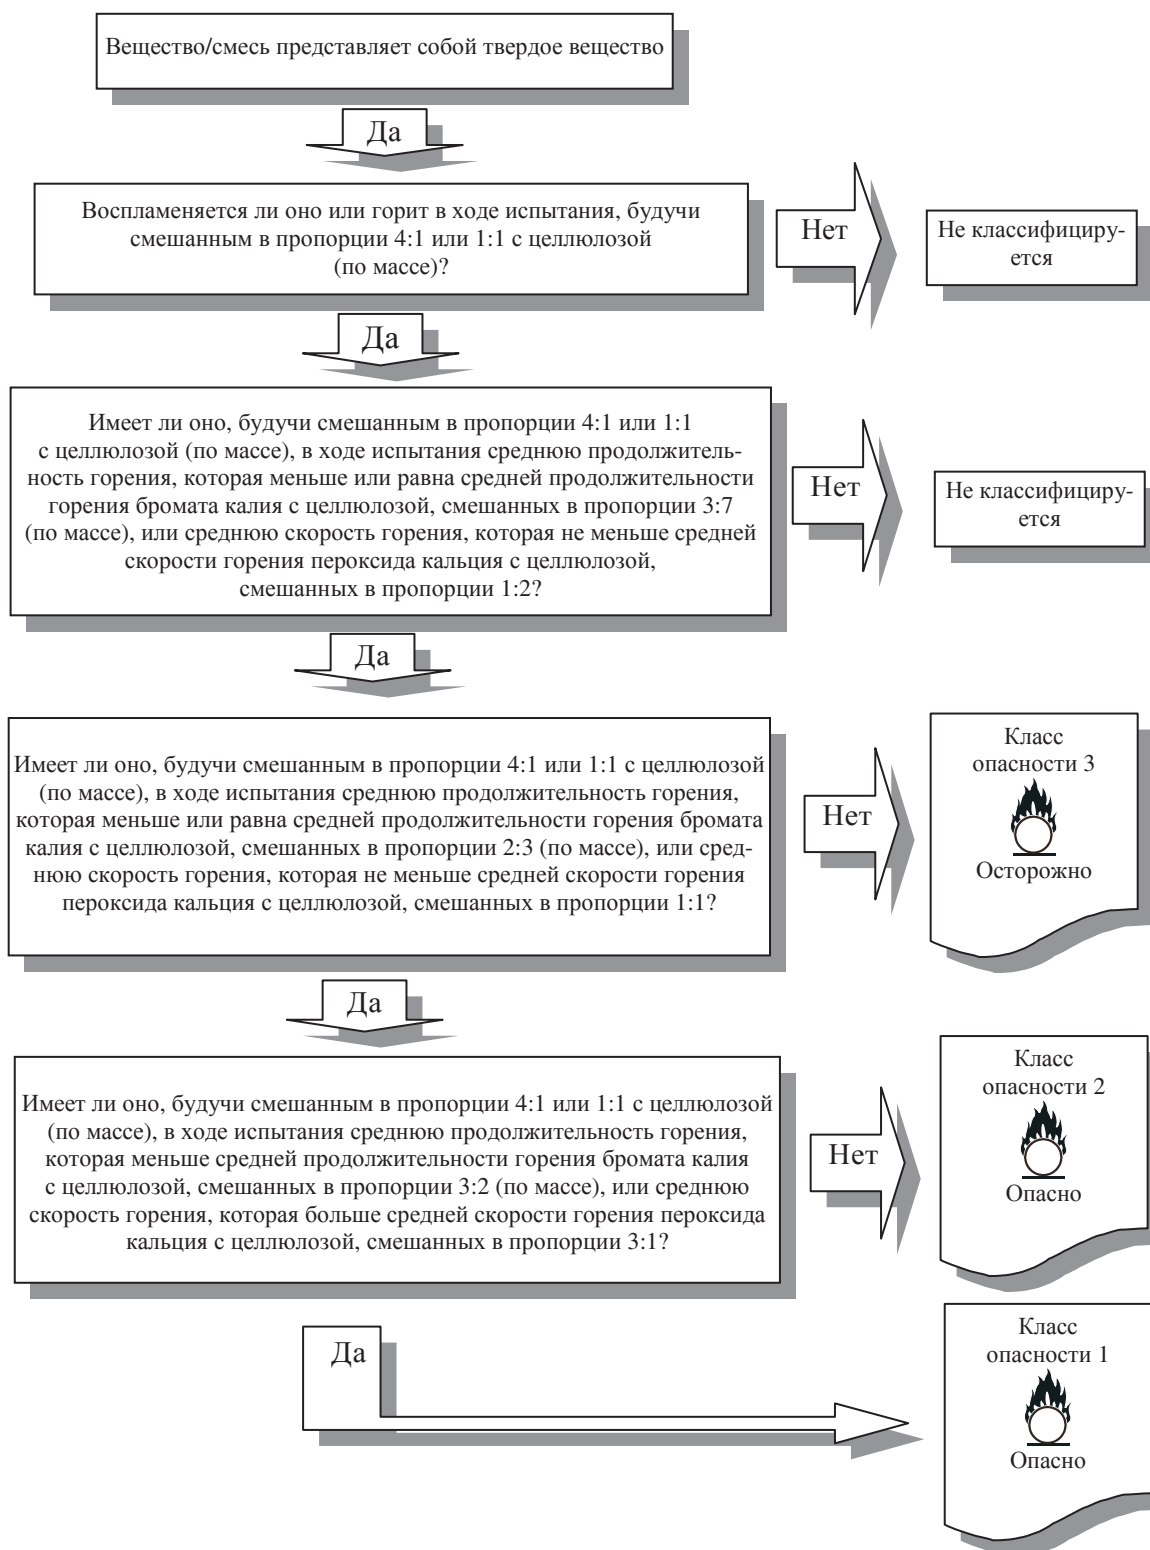 Вещество/смесь представляет собой твердое вещество
Да
Воспламеняется ли оно или горит в ходе испытания, будучи
смешанным в пропорции 4:1 или 1:1 с целлюлозой
(по массе)?
Нет
Не классифициру-
ется
Да
Имеет ли оно, будучи смешанным в пропорции 4:1 или 1:1
с целлюлозой (по массе), в ходе испытания среднюю продолжитель-
ность горения, которая меньше или равна средней продолжительности
горения бромата калия с целлюлозой, смешанных в пропорции 3:7
(по массе), или среднюю скорость горения, которая не меньше средней
скорости горения пероксида кальция с целлюлозой,
смешанных в пропорции 1:2?
Нет
Не классифициру-
ется
Да
Имеет ли оно, будучи смешанным в пропорции 4:1 или 1:1 с целлюлозой
(по массе), в ходе испытания среднюю продолжительность горения,
которая меньше или равна средней продолжительности горения бромата
калия с целлюлозой, смешанных в пропорции 2:3 (по массе), или сред-
нюю скорость горения, которая не меньше средней скорости горения
пероксида кальция с целлюлозой, смешанных в пропорции 1:1?
Нет
Класс
опасности 3
Осторожно
Да
Имеет ли оно, будучи смешанным в пропорции 4:1 или 1:1 с целлюлозой
(по массе), в ходе испытания среднюю продолжительность горения,
которая меньше средней продолжительности горения бромата калия
с целлюлозой, смешанных в пропорции 3:2 (по массе), или среднюю
скорость горения, которая больше средней скорости горения пероксида
кальция с целлюлозой, смешанных в пропорции 3:1?
Нет
Класс
опасности 2
Опасно
Да
Класс
опасности 1
Опасно